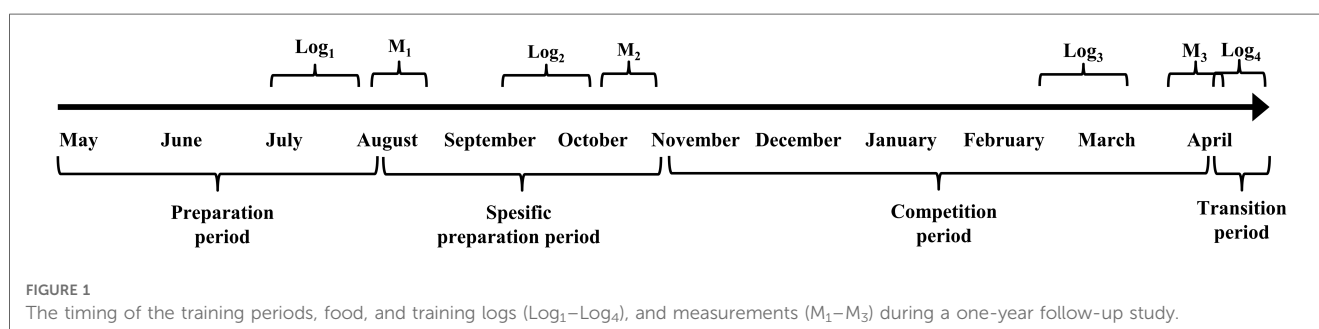 Log₁ M₁ Log₂ M₂ Log₃ M₃ Log₄
May June July August September October November December January February March April
Preparation period
Spesific preparation period
Competition period
Transition period
FIGURE 1
The timing of the training periods, food, and training logs (Log₁–Log₄), and measurements (M₁–M₃) during a one-year follow-up study.